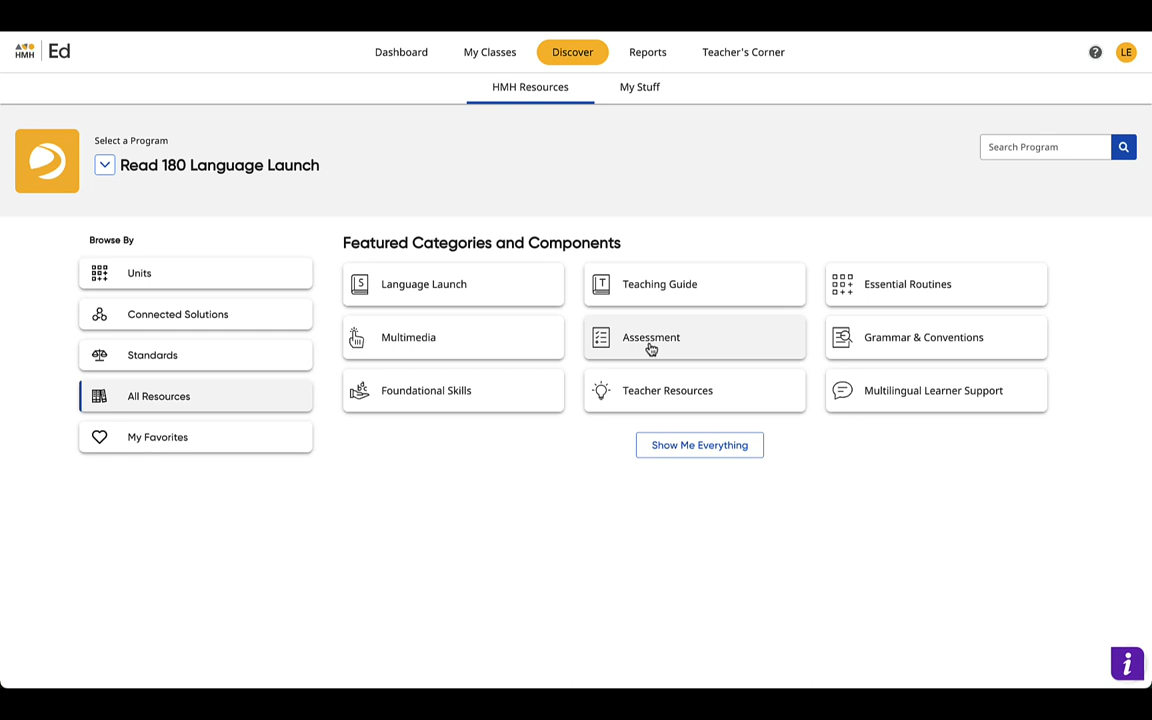 HMH Ed Dashboard My Classes Discover Reports Teacher's Corner ? LE
HMH Resources My Stuff
Select a Program
Read 180 Language Launch
Search Program
Browse By
Units
Connected Solutions
Standards
All Resources
My Favorites
Featured Categories and Components
S Language Launch
T Teaching Guide
Essential Routines
Multimedia
Assessment
Grammar & Conventions
Foundational Skills
Teacher Resources
Multilingual Learner Support
Show Me Everything
i